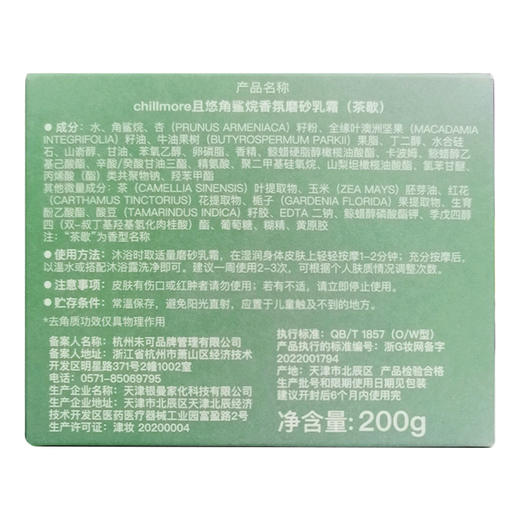 产品名称
chillmore且悠角鲨烷香氛磨砂乳霜（茶歇）
●成分：水、角鲨烷、杏（PRUNUS ARMENIACA）籽粉、全缘叶澳洲坚果（MACADAMIA
INTEGRIFOLIA）籽油、牛油果树（BUTYROSPERMUM PARKII）果脂、丁二醇、水合硅
石、山嵛醇、甘油、苯氧乙醇、卵磷脂、香精、鲸蜡硬脂醇橄榄油酸酯、卡波姆、鲸蜡醇乙
基己酸酯、辛酸/癸酸甘油三酯、精氨酸、聚二甲基硅氧烷、山梨坦橄榄油酸酯、氢苯甘醚、
丙烯酸（酯）类共聚物钠、羟苯甲酯
其他微量成分：茶（CAMELLIA SINENSIS）叶提取物、玉米（ZEA MAYS）胚芽油、红花
（CARTHAMUS TINCTORIUS）花提取物、栀子（GARDENIA FLORIDA）果提取物、生育
酚乙酸酯、酸豆（TAMARINDUS INDICA）籽胶、EDTA 二钠、鲸蜡醇磷酸酯钾、季戊四醇
四（双-叔丁基羟基氢化肉桂酸）酯、葡萄糖、糊精、黄原胶
注：“茶歇”为香型名称
●使用方法：沐浴时取适量磨砂乳霜，在湿润身体皮肤上轻轻按摩1-2分钟；充分按摩后，
以温水或搭配沐浴露洗净即可；建议一周使用2-3次，可根据个人肤质情况调整次数。
●注意事项：皮肤有伤口或红肿者请勿使用；若有不适，请立即停止使用。
●贮存条件：常温保存，避免阳光直射，应置于儿童触及不到的地方。
*去角质功效仅具物理作用
备案人名称：杭州未可品牌管理有限公司
备案人地址：浙江省杭州市萧山区经济技术
开发区明星路371号2幢1002室
电话：0571-85069795
生产企业名称：天津银曼家化科技有限公司
生产企业地址：天津市北辰区天津北辰经济
技术开发区医药医疗器械工业园富盈路2号
生产许可证：津妆 20200004
执行标准：QB/T 1857（O/W型）
产品执行的标准编号：浙G妆网备字
2022001794
产地：天津市北辰区 产品检验合格
生产批号和限期使用日期见包装
建议开封后6月内使用完
净含量：200g